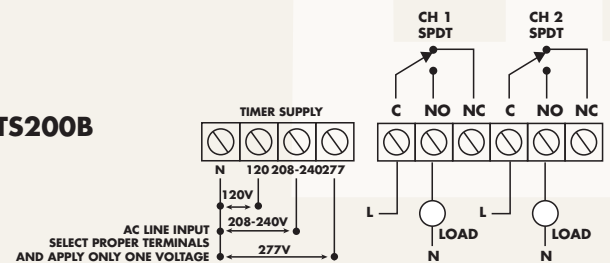 CH 1
SPDT
CH 2
SPDT
TS200B
TIMER SUPPLY
C NO NC C NO NC
N 120 208-240 277
120V
208-240V
277V
AC LINE INPUT
SELECT PROPER TERMINALS
AND APPLY ONLY ONE VOLTAGE
L
LOAD
N
L
LOAD
N